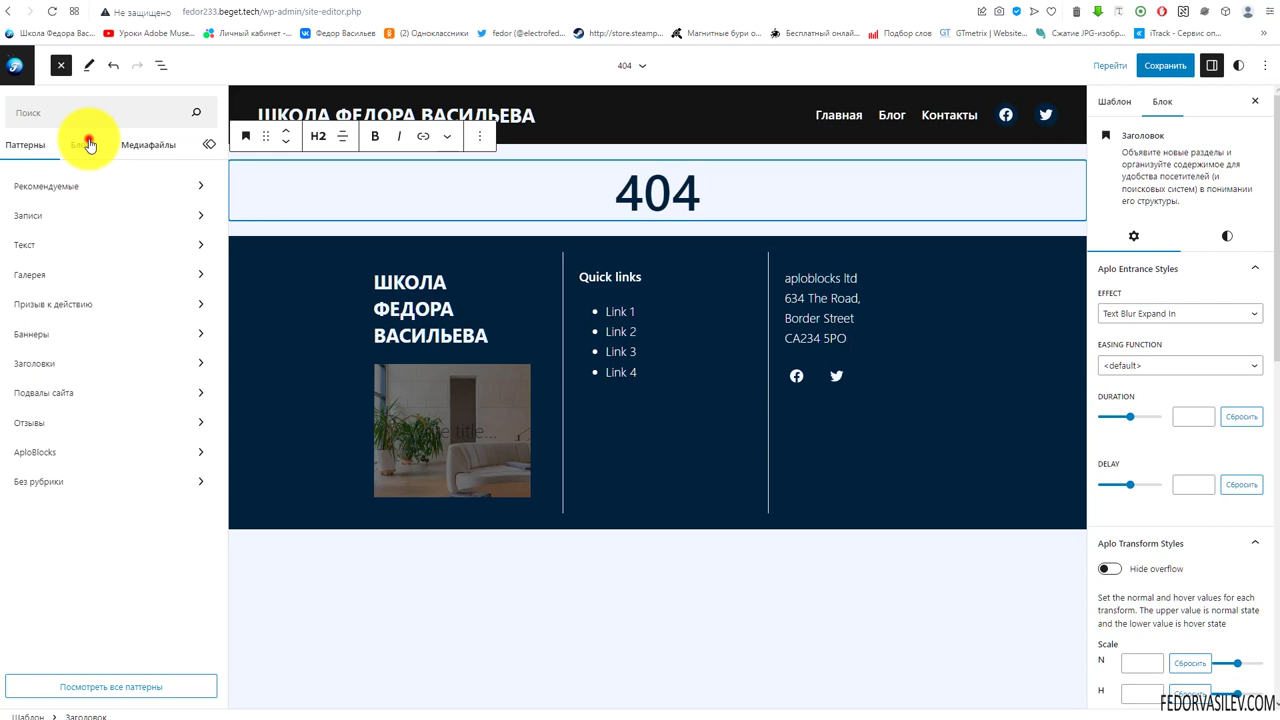 Не защищено
fedor233.beget.tech/wp-admin/site-editor.php
Школа Федора Вас...
Уроки Adobe Muse...
Личный кабинет -...
Федор Васильев
(2) Одноклассники
fedor (@electrofed...
http://store.steamp...
Магнитные бури о...
Бесплатный онлай...
Подбор слов
GTmetrix | Website...
Сжатие JPG-изобр...
iTrack - Сервис оп...
404
Перейти
Сохранить
Поиск
Паттерны
Медиафайлы
Рекомендуемые
Записи
Текст
Галерея
Призыв к действию
Баннеры
Заголовки
Подвалы сайта
Отзывы
AploBlocks
Без рубрики
Посмотреть все паттерны
Шаблон
Заголовок
ШКОЛА ФЕДОРА ВАСИЛЬЕВА
Главная
Блог
Контакты
H2
B
I
404
ШКОЛА
ФЕДОРА
ВАСИЛЬЕВА
Quick links
Link 1
Link 2
Link 3
Link 4
aploblocks ltd
634 The Road,
Border Street
CA234 5PO
title...
Шаблон
Блок
Заголовок
Объявите новые разделы и
организуйте содержимое для
удобства посетителей (и
поисковых систем) в понимании
его структуры.
Aplo Entrance Styles
EFFECT
Text Blur Expand In
EASING FUNCTION
<default>
DURATION
Сбросить
DELAY
Сбросить
Aplo Transform Styles
Hide overflow
Set the normal and hover values for each
transform. The upper value is normal state
and the lower value is hover state
Scale
N
Сбросить
H
Сбросить
FEDORVASILEV.COM